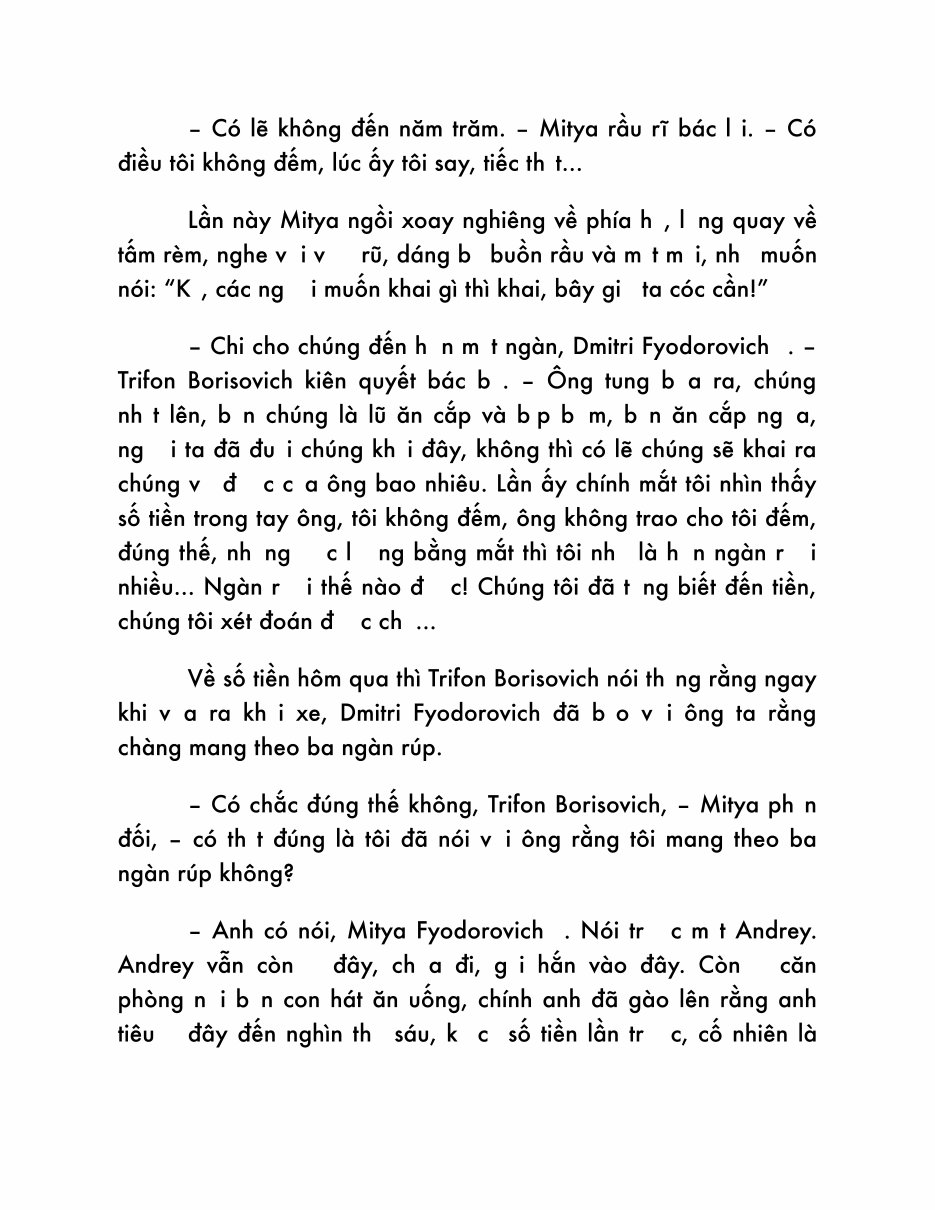 – Có lẽ không đến năm trăm. – Mitya rầu rĩ bác l i. – Có
điều tôi không đếm, lúc ấy tôi say, tiếc th t...
Lần này Mitya ngồi xoay nghiêng về phía h , l ng quay về
tấm rèm, nghe v i v rũ, dáng b buồn rầu và m t m i, nh muốn
nói: “K , các ng i muốn khai gì thì khai, bây gi ta cóc cần!”
– Chi cho chúng đến h n m t ngàn, Dmitri Fyodorovich . –
Trifon Borisovich kiên quyết bác b . – Ông tung b a ra, chúng
nh t lên, b n chúng là lũ ăn cắp và b p b m, b n ăn cắp ng a,
ng i ta đã đu i chúng kh i đây, không thì có lẽ chúng sẽ khai ra
chúng v đ c c a ông bao nhiêu. Lần ấy chính mắt tôi nhìn thấy
số tiền trong tay ông, tôi không đếm, ông không trao cho tôi đếm,
đúng thế, nh ng c l ng bằng mắt thì tôi nh là h n ngàn r i
nhiều... Ngàn r i thế nào đ c! Chúng tôi đã t ng biết đến tiền,
chúng tôi xét đoán đ c ch ...
Về số tiền hôm qua thì Trifon Borisovich nói th ng rằng ngay
khi v a ra kh i xe, Dmitri Fyodorovich đã b o v i ông ta rằng
chàng mang theo ba ngàn rúp.
– Có chắc đúng thế không, Trifon Borisovich, – Mitya ph n
đối, – có th t đúng là tôi đã nói v i ông rằng tôi mang theo ba
ngàn rúp không?
– Anh có nói, Mitya Fyodorovich . Nói tr c m t Andrey.
Andrey vẫn còn đây, ch a đi, g i hắn vào đây. Còn căn
phòng n i b n con hát ăn uống, chính anh đã gào lên rằng anh
tiêu đây đến nghìn th sáu, k c số tiền lần tr c, cố nhiên là